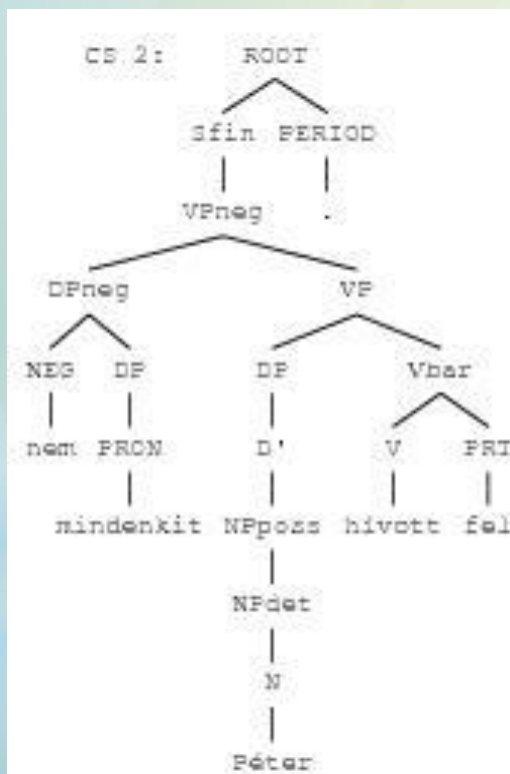 CS 2: ROOT
Sfin PERIOD
VPneg .
DPneg VP
NEG DP DP Vbar
nem PRON D' V PRT
mindenkit NPposs hívott fel
NPdet
N
Péter